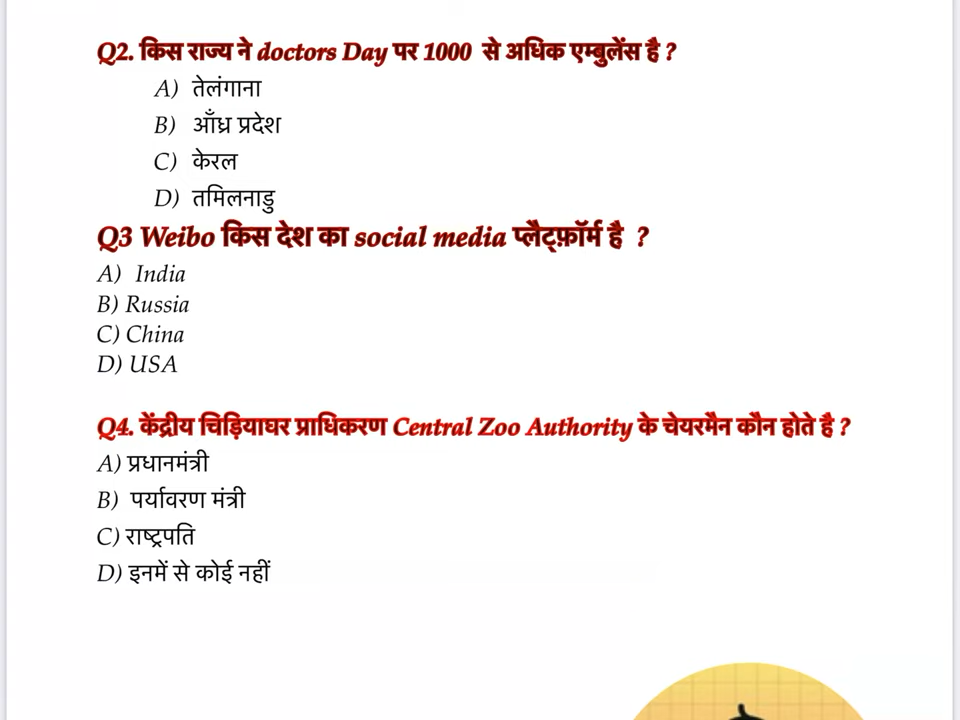 Q2. किस राज्य ने doctors Day पर 1000 से अधिक एम्बुलेंस है ?
A) तेलंगाना
B) आँध्र प्रदेश
C) केरल
D) तमिलनाडु
Q3 Weibo किस देश का social media प्लैट्फ़ॉर्म है ?
A) India
B) Russia
C) China
D) USA
Q4. केंद्रीय चिड़ियाघर प्राधिकरण Central Zoo Authority के चेयरमैन कौन होते है ?
A) प्रधानमंत्री
B) पर्यावरण मंत्री
C) राष्ट्रपति
D) इनमें से कोई नहीं